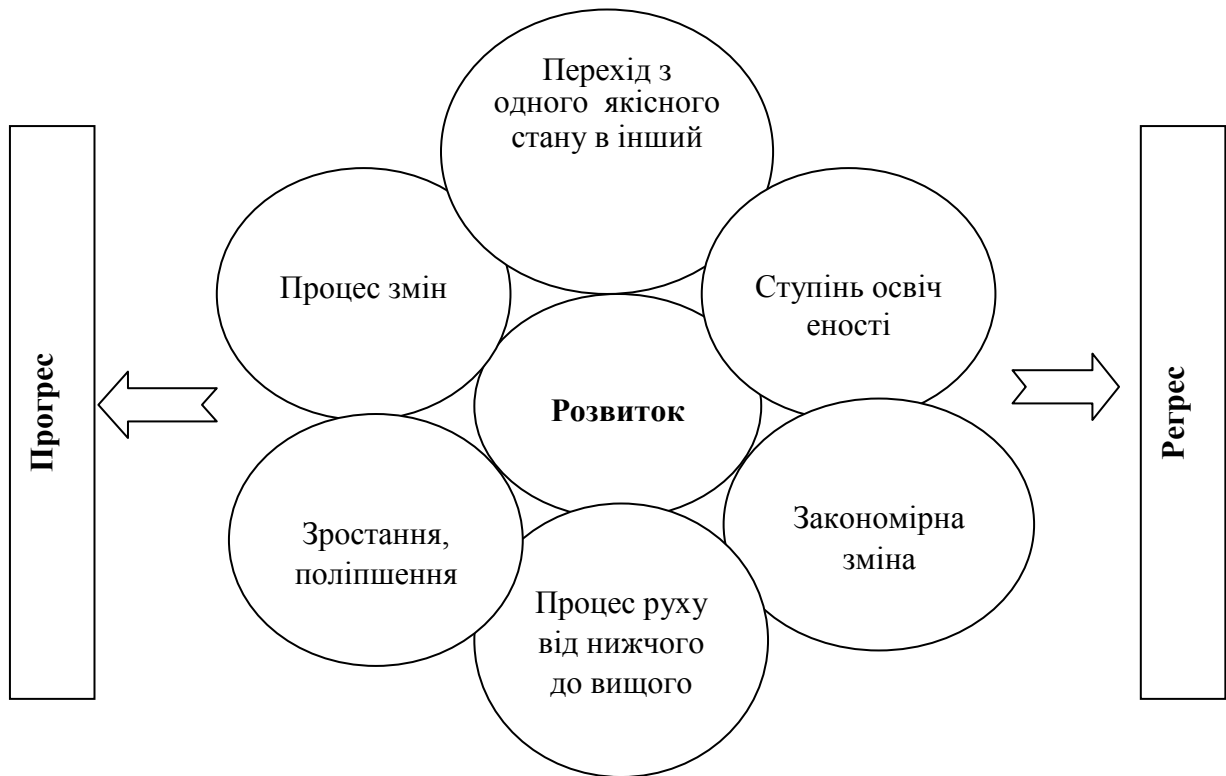 Перехід з
одного якісного
стану в інший
Процес змін
Ступінь освіч
еності
Прогрес
Розвиток
Регрес
Зростання,
поліпшення
Закономірна
зміна
Процес руху
від нижчого
до вищого